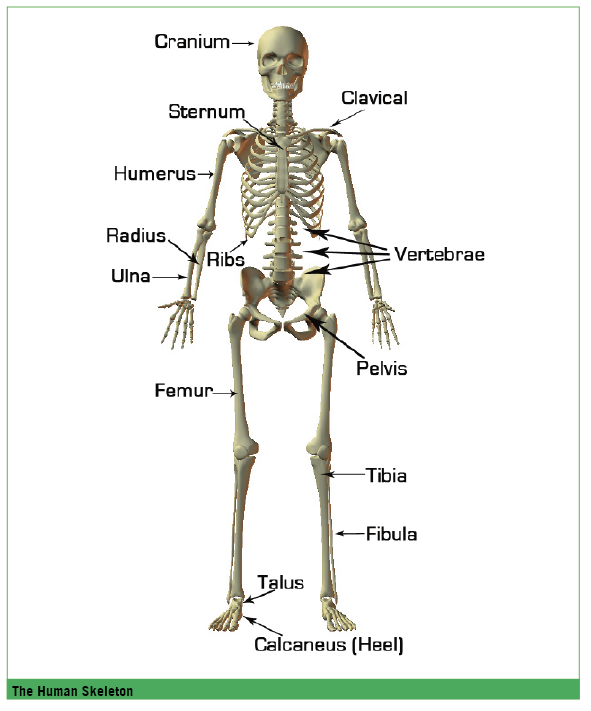 Cranium
Clavical
Sternum
Humerus
Radius
Ribs
Ulna
Vertebrae
Pelvis
Femur
Tibia
Fibula
Talus
Calcaneus (Heel)
The Human Skeleton